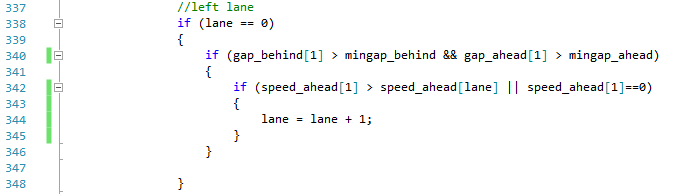 337 //left lane
338 if (lane == 0)
339 {
340 if (gap_behind[1] > mingap_behind && gap_ahead[1] > mingap_ahead)
341 {
342 if (speed_ahead[1] > speed_ahead[lane] || speed_ahead[1]==0)
343 {
344 lane = lane + 1;
345 }
346 }
347
348 }